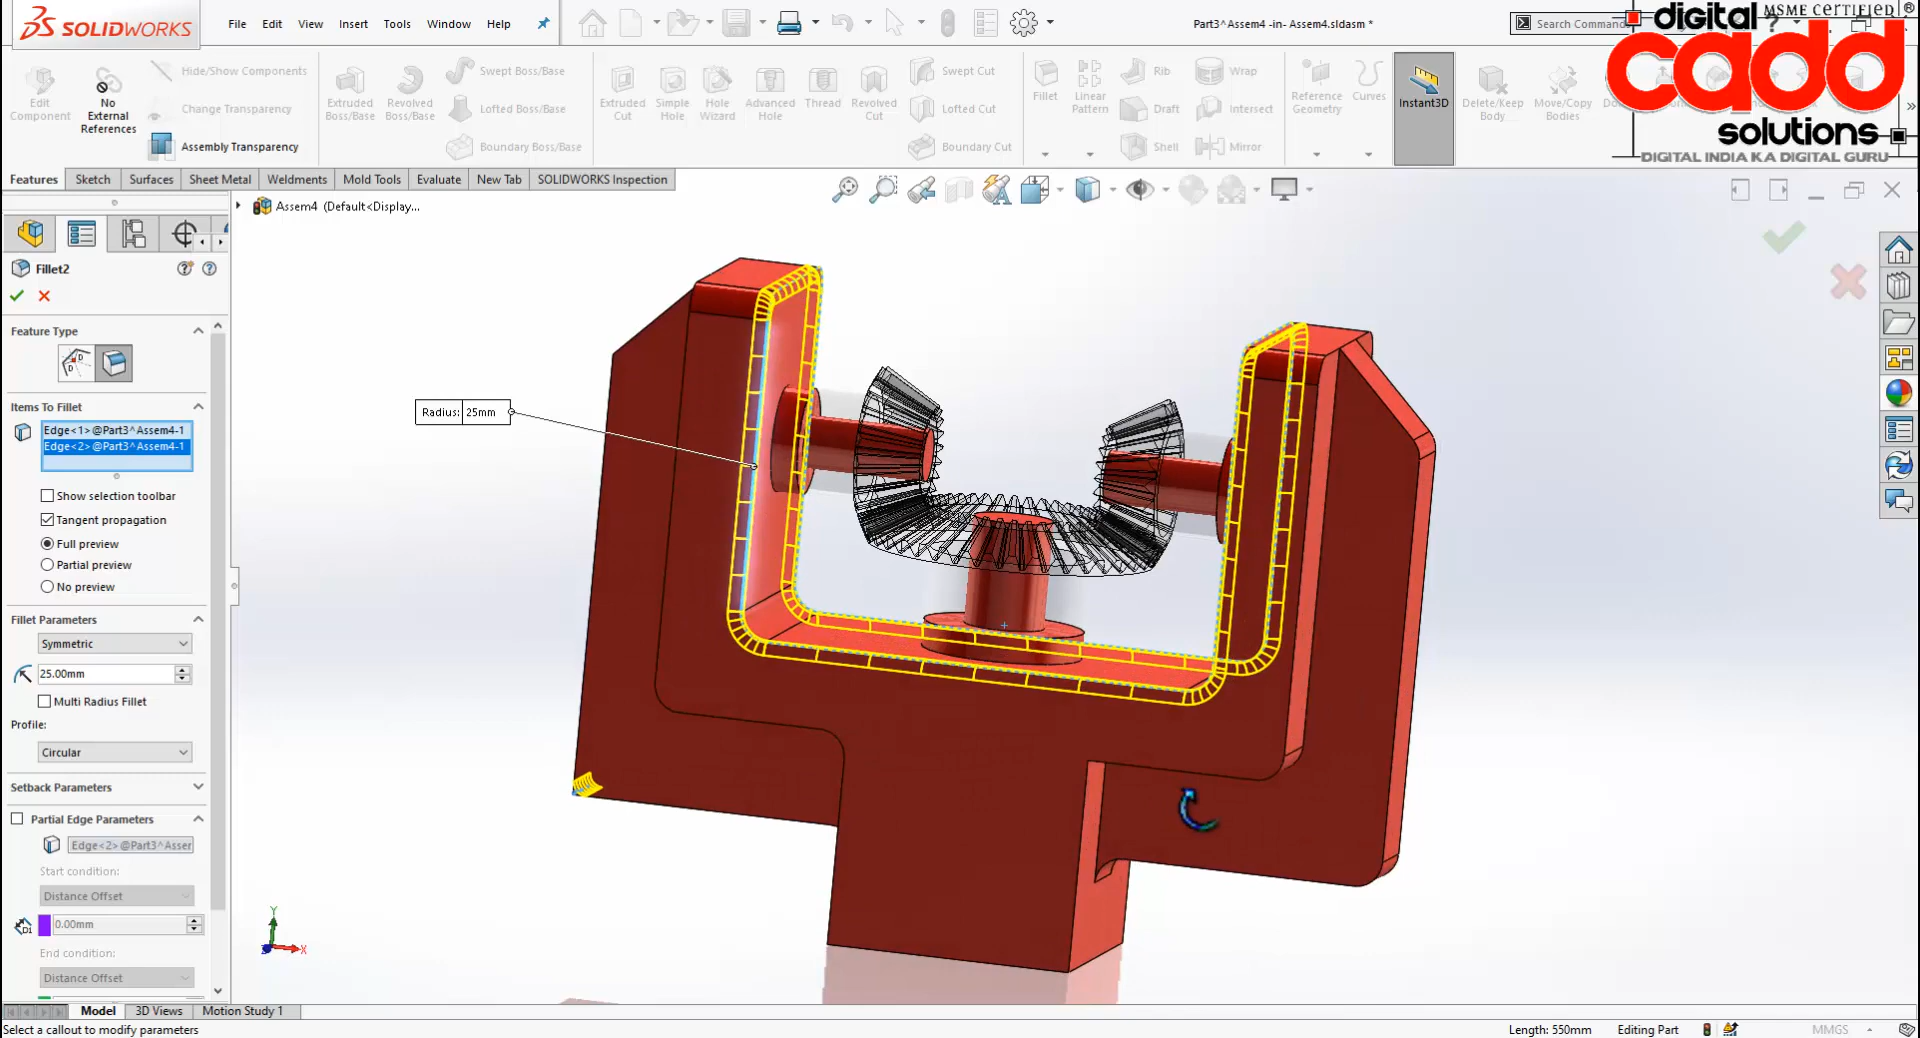 SOLIDWORKS
File Edit View Insert Tools Window Help
Part3^Assem4 -in- Assem4.sldasm *
Search Comman
MSME CERTIFIED
digital
cadd
solutions
DIGITAL INDIA KA DIGITAL GURU
Edit Component
No External References
Hide/Show Components
Change Transparency
Assembly Transparency
Extruded Boss/Base
Revolved Boss/Base
Swept Boss/Base
Lofted Boss/Base
Boundary Boss/Base
Extruded Cut
Simple Hole
Hole Wizard
Advanced Hole
Thread
Revolved Cut
Swept Cut
Lofted Cut
Boundary Cut
Fillet
Linear Pattern
Rib
Draft
Shell
Wrap
Intersect
Mirror
Reference Geometry
Curves
Instant3D
Delete/Keep Body
Move/Copy Bodies
Features Sketch Surfaces Sheet Metal Weldments Mold Tools Evaluate New Tab SOLIDWORKS Inspection
Assem4 (Default<Display...
Fillet2
Feature Type
Items To Fillet
Edge<1>@Part3^Assem4-1
Edge<2>@Part3^Assem4-1
Show selection toolbar
Tangent propagation
Full preview
Partial preview
No preview
Fillet Parameters
Symmetric
25.00mm
Multi Radius Fillet
Profile:
Circular
Setback Parameters
Partial Edge Parameters
Edge<2>@Part3^Asser
Start condition:
Distance Offset
0.00mm
End condition:
Distance Offset
Radius: 25mm
Y
X
Z
Model 3D Views Motion Study 1
Select a callout to modify parameters
Length: 550mm Editing Part MMGS